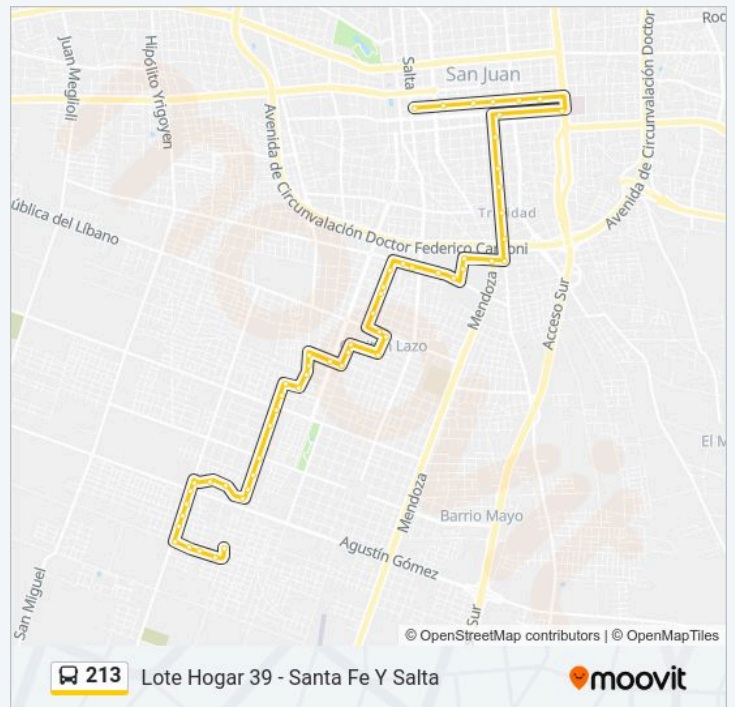 Juan Meglioli
Hipólito Yrigoyen
Salta
San Juan
Avenida de Circunvalación Doctor
Avenida de Circunvalación Doctor Federico Cantoni
Trinidad
ública del Líbano
Mendoza
Acceso Sur
Lazo
El M
Mendoza
Barrio Mayo
Agustín Gómez
San Miguel
Sur
© OpenStreetMap contributors | © OpenMapTiles
213 Lote Hogar 39 - Santa Fe Y Salta
moovit